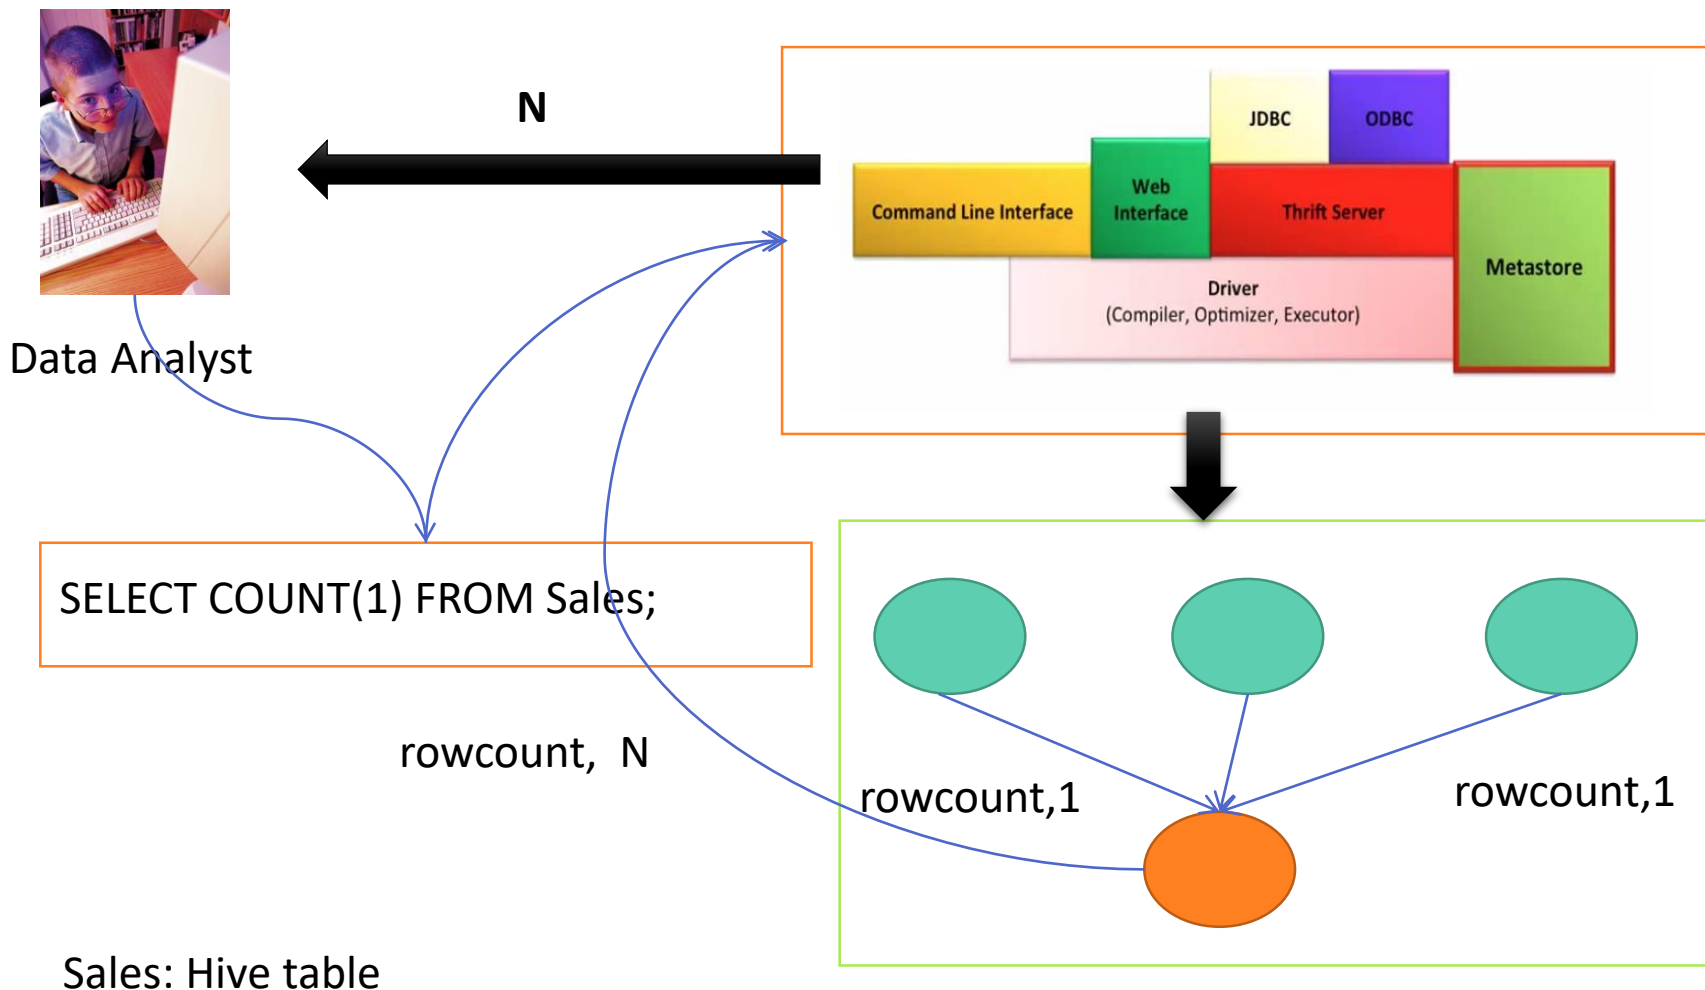 N
JDBC
ODBC
Command Line Interface
Web
Interface
Thrift Server
Metastore
Driver
(Compiler, Optimizer, Executor)
Data Analyst
SELECT COUNT(1) FROM Sales;
rowcount,  N
rowcount,1
rowcount,1
Sales: Hive table